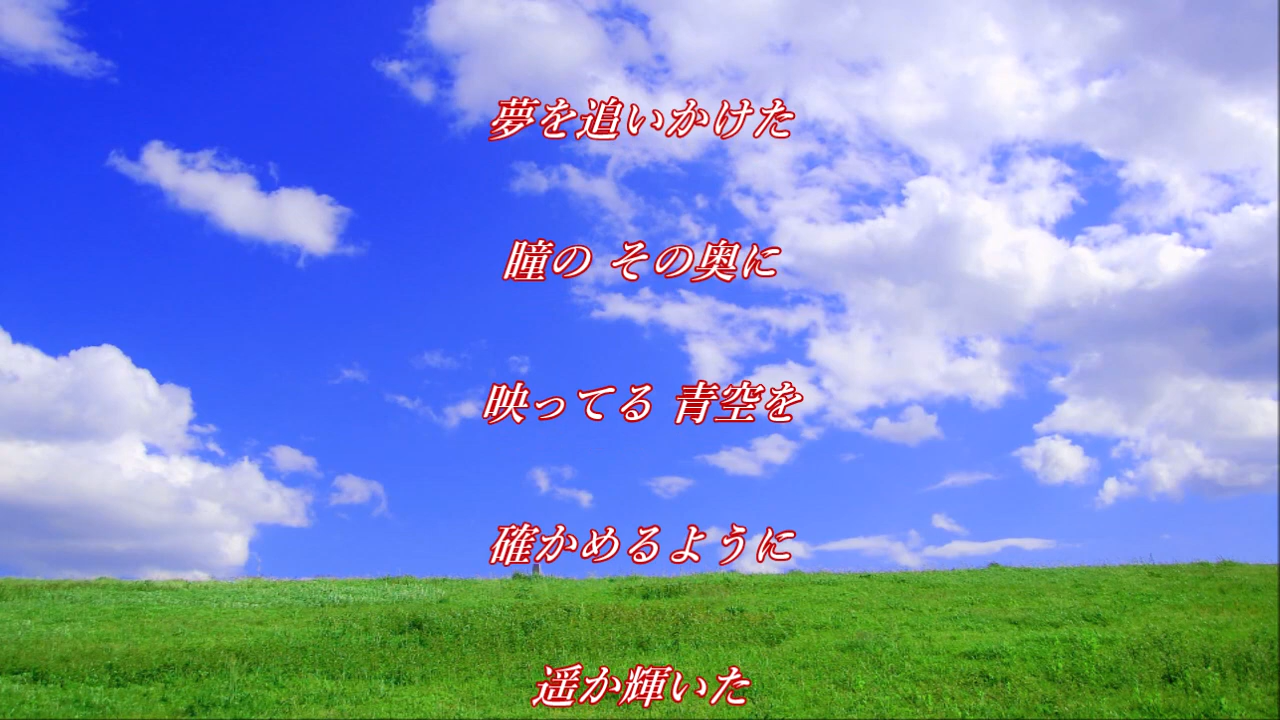 夢を追いかけた
瞳の その奥に
映ってる 青空を
確かめるように
遥か輝いた